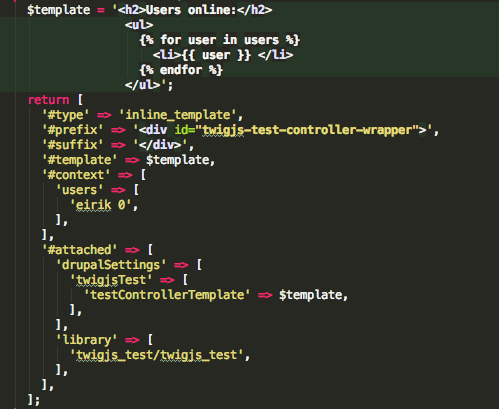 $template = '<h2>Users online:</h2>
<ul>
{% for user in users %}
<li>{{ user }} </li>
{% endfor %}
</ul>';
return [
'#type' => 'inline_template',
'#prefix' => '<div id="twigjs-test-controller-wrapper">',
'#suffix' => '</div>',
'#template' => $template,
'#context' => [
'users' => [
'eirik 0',
],
],
'#attached' => [
'drupalSettings' => [
'twigjsTest' => [
'testControllerTemplate' => $template,
],
],
'library' => [
'twigjs_test/twigjs_test',
],
],
];